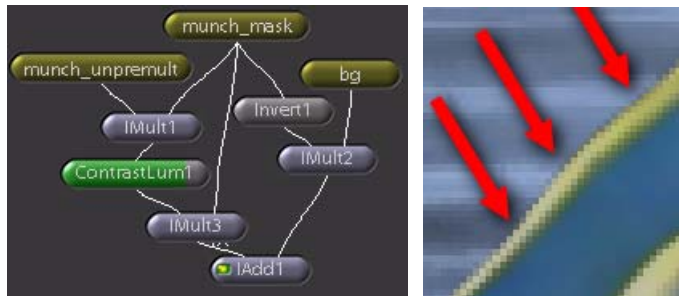 munch_mask
munch_unpremult
bg
IMult1
Invert1
IMult2
ContrastLum1
IMult3
IAdd1